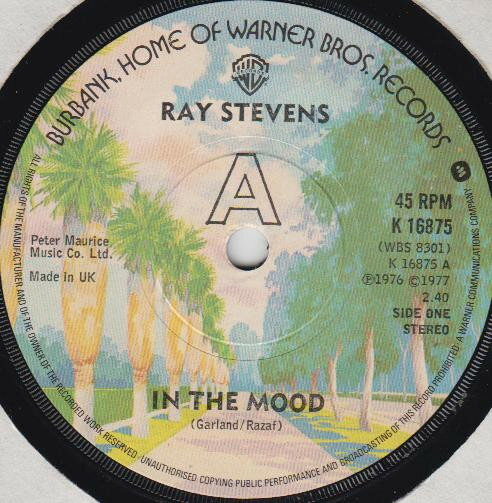 BURBANK, HOME OF WARNER BROS. RECORDS
RAY STEVENS
A
45 RPM
K 16875
(WBS 8301)
K 16875 A
Ⓟ1976 ©1977
2.40
SIDE ONE
STEREO
Peter Maurice
Music Co. Ltd.
Made in UK
IN THE MOOD
(Garland/Razaf)
ALL RIGHTS OF THE MANUFACTURER AND OF THE OWNER OF THE RECORDED WORK RESERVED / UNAUTHORISED COPYING PUBLIC PERFORMANCE AND BROADCASTING OF THIS RECORD PROHIBITED. A WARNER COMMUNICATIONS COMPANY